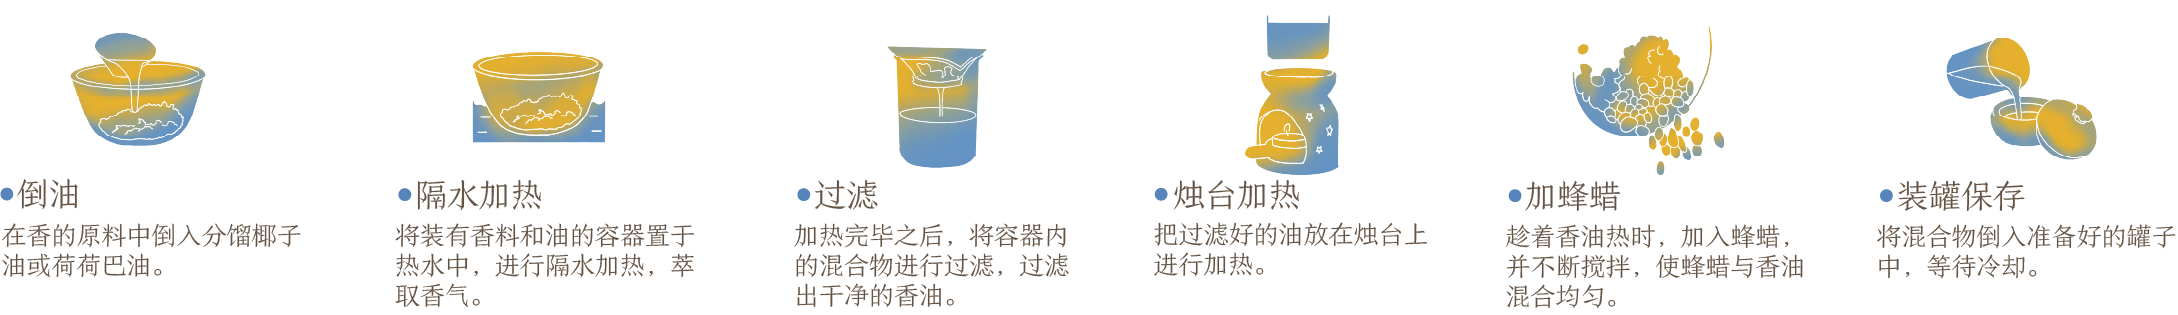 倒油
在香的原料中倒入分馏椰子
油或荷荷巴油。
隔水加热
将装有香料和油的容器置于
热水中，进行隔水加热，萃
取香气。
过滤
加热完毕之后，将容器内
的混合物进行过滤，过滤
出干净的香油。
烛台加热
把过滤好的油放在烛台上
进行加热。
加蜂蜡
趁着香油热时，加入蜂蜡，
并不断搅拌，使蜂蜡与香油
混合均匀。
装罐保存
将混合物倒入准备好的罐子
中，等待冷却。